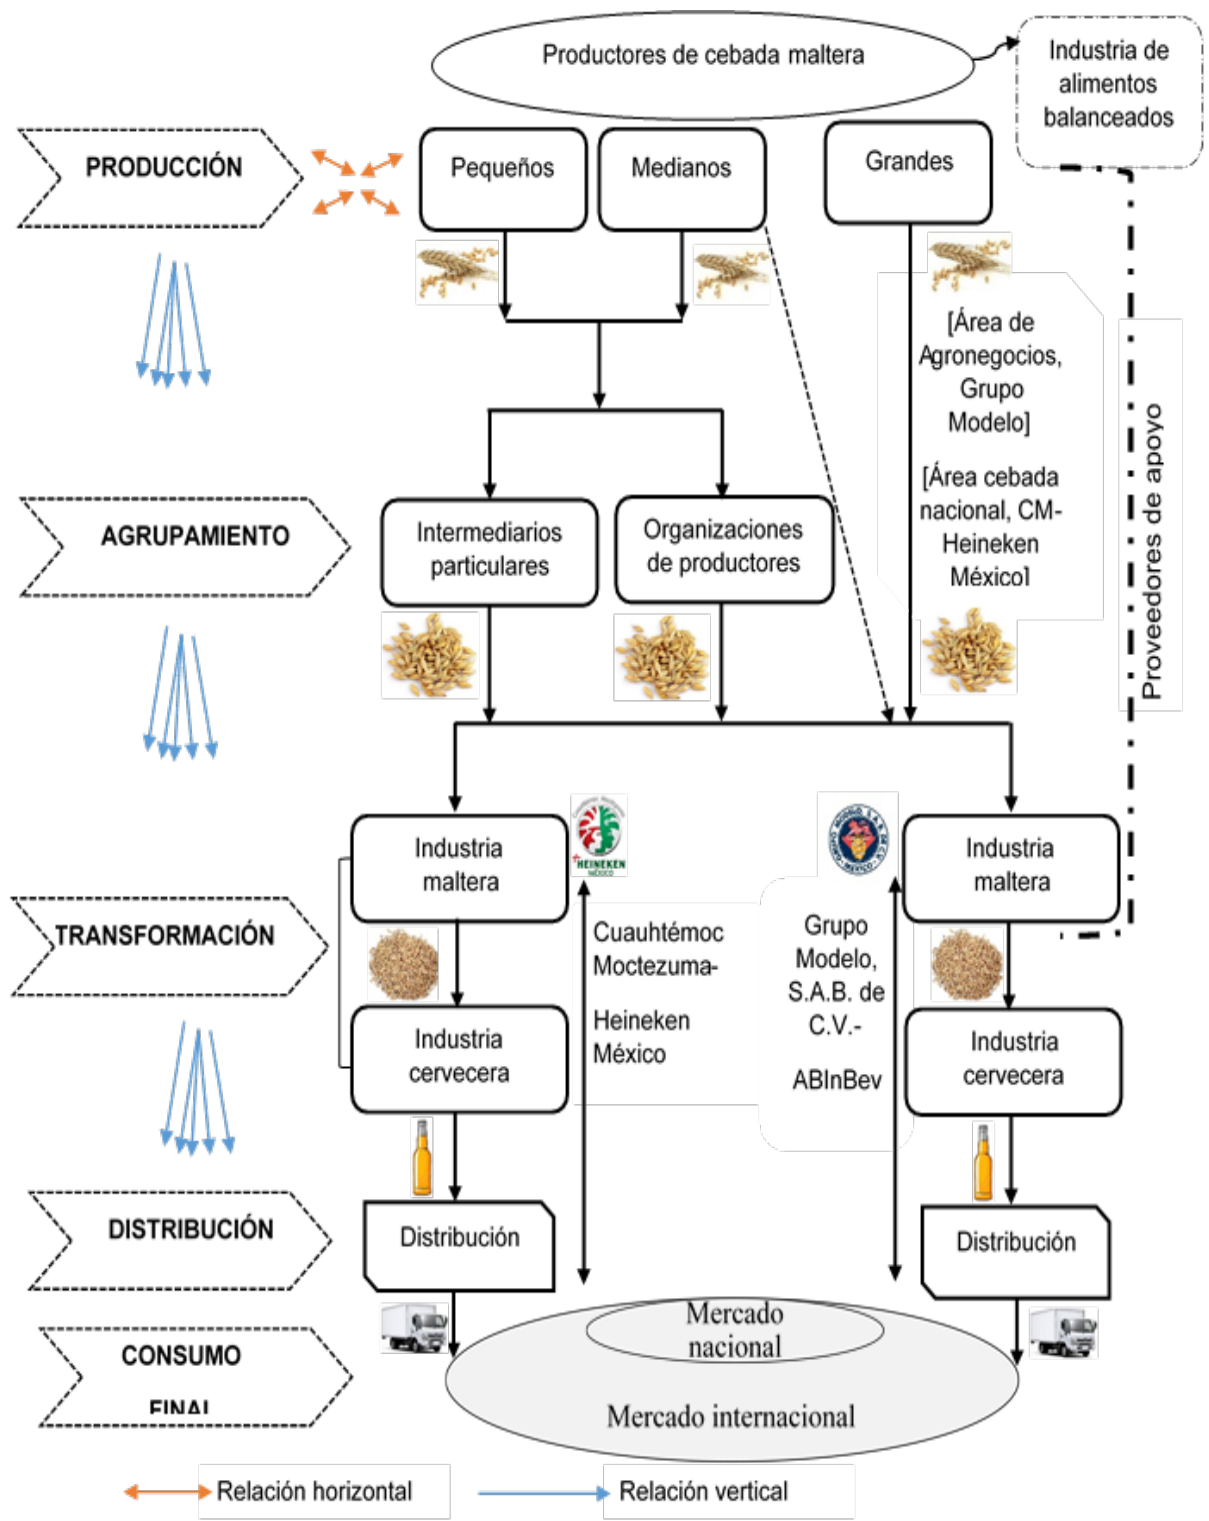 Productores de cebada maltera
Industria de
alimentos
balanceados
PRODUCCIÓN
Pequeños
Medianos
Grandes
[Área de
Agronegocios,
Grupo
Modelo]
[Área cebada
nacional, CM-
Heineken
México]
Proveedores de apoyo
AGRUPAMIENTO
Intermediarios
particulares
Organizaciones
de productores
HEINEKEN
MÉXICO
Industria
maltera
Industria
maltera
TRANSFORMACIÓN
Cuauhtémoc
Moctezuma-
Heineken
México
Grupo
Modelo,
S.A.B. de
C.V.-
ABInBev
Industria
cervecera
Industria
cervecera
DISTRIBUCIÓN
Distribución
Distribución
CONSUMO
FINAL
Mercado
nacional
Mercado internacional
Relación horizontal
Relación vertical